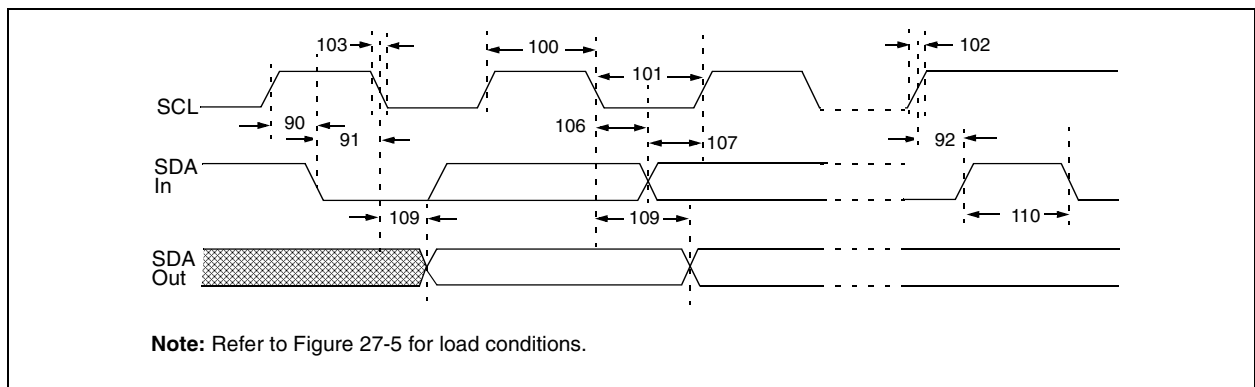 103 100 101 102
SCL
90 91 106 107 92
SDA
In
109 109 110
SDA
Out
Note: Refer to Figure 27-5 for load conditions.